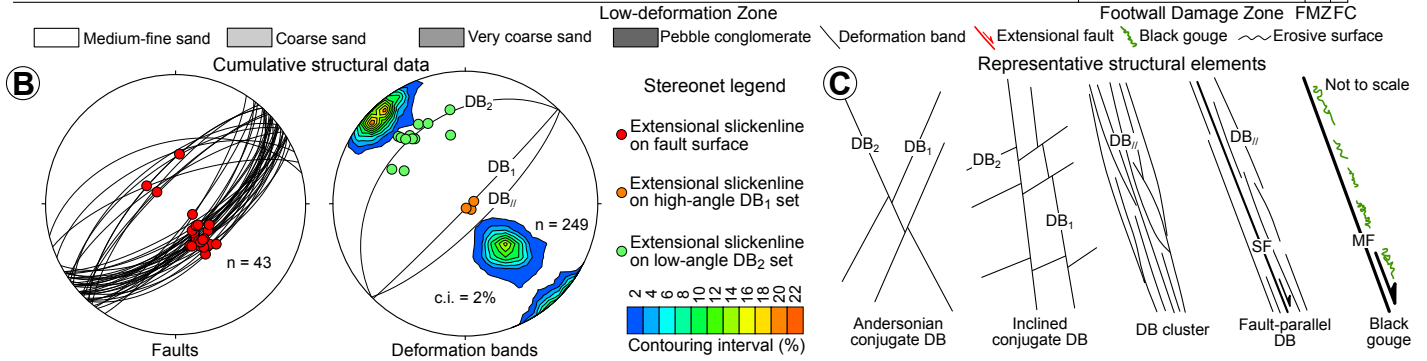 Low-deformation Zone
Footwall Damage Zone FMZ FC
Medium-fine sand
Coarse sand
Very coarse sand
Pebble conglomerate
Deformation band
Extensional fault
Black gouge
Erosive surface
B
Cumulative structural data
n = 43
Faults
DB2
DB1
DB//
n = 249
c.i. = 2%
Deformation bands
Stereonet legend
Extensional slickenline
on fault surface
Extensional slickenline
on high-angle DB1 set
Extensional slickenline
on low-angle DB2 set
2 4 6 8 10 12 14 16 18 20 22
Contouring interval (%)
C
Representative structural elements
Not to scale
DB2
DB1
Andersonian
conjugate DB
DB2
DB1
Inclined
conjugate DB
DB//
DB cluster
DB//
SF
Fault-parallel
DB
MF
Black
gouge